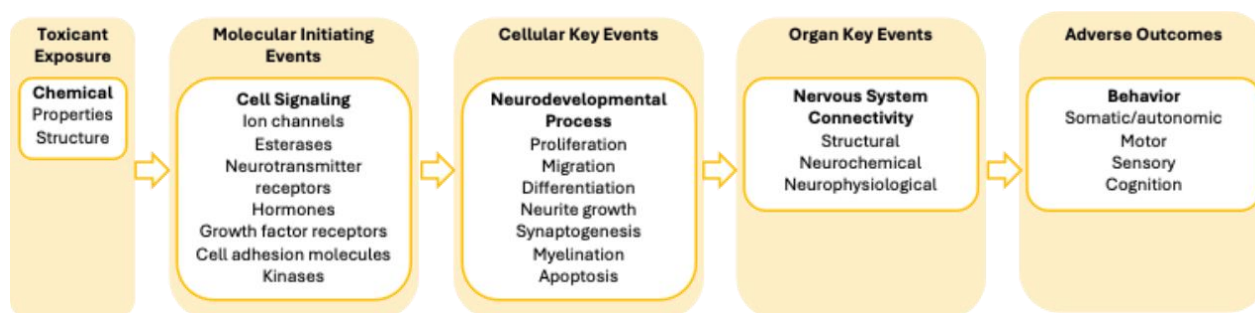 Toxicant
Exposure
Chemical
Properties
Structure
Molecular Initiating
Events
Cell Signaling
Ion channels
Esterases
Neurotransmitter
receptors
Hormones
Growth factor receptors
Cell adhesion molecules
Kinases
Cellular Key Events
Neurodevelopmental
Process
Proliferation
Migration
Differentiation
Neurite growth
Synaptogenesis
Myelination
Apoptosis
Organ Key Events
Nervous System
Connectivity
Structural
Neurochemical
Neurophysiological
Adverse Outcomes
Behavior
Somatic/autonomic
Motor
Sensory
Cognition